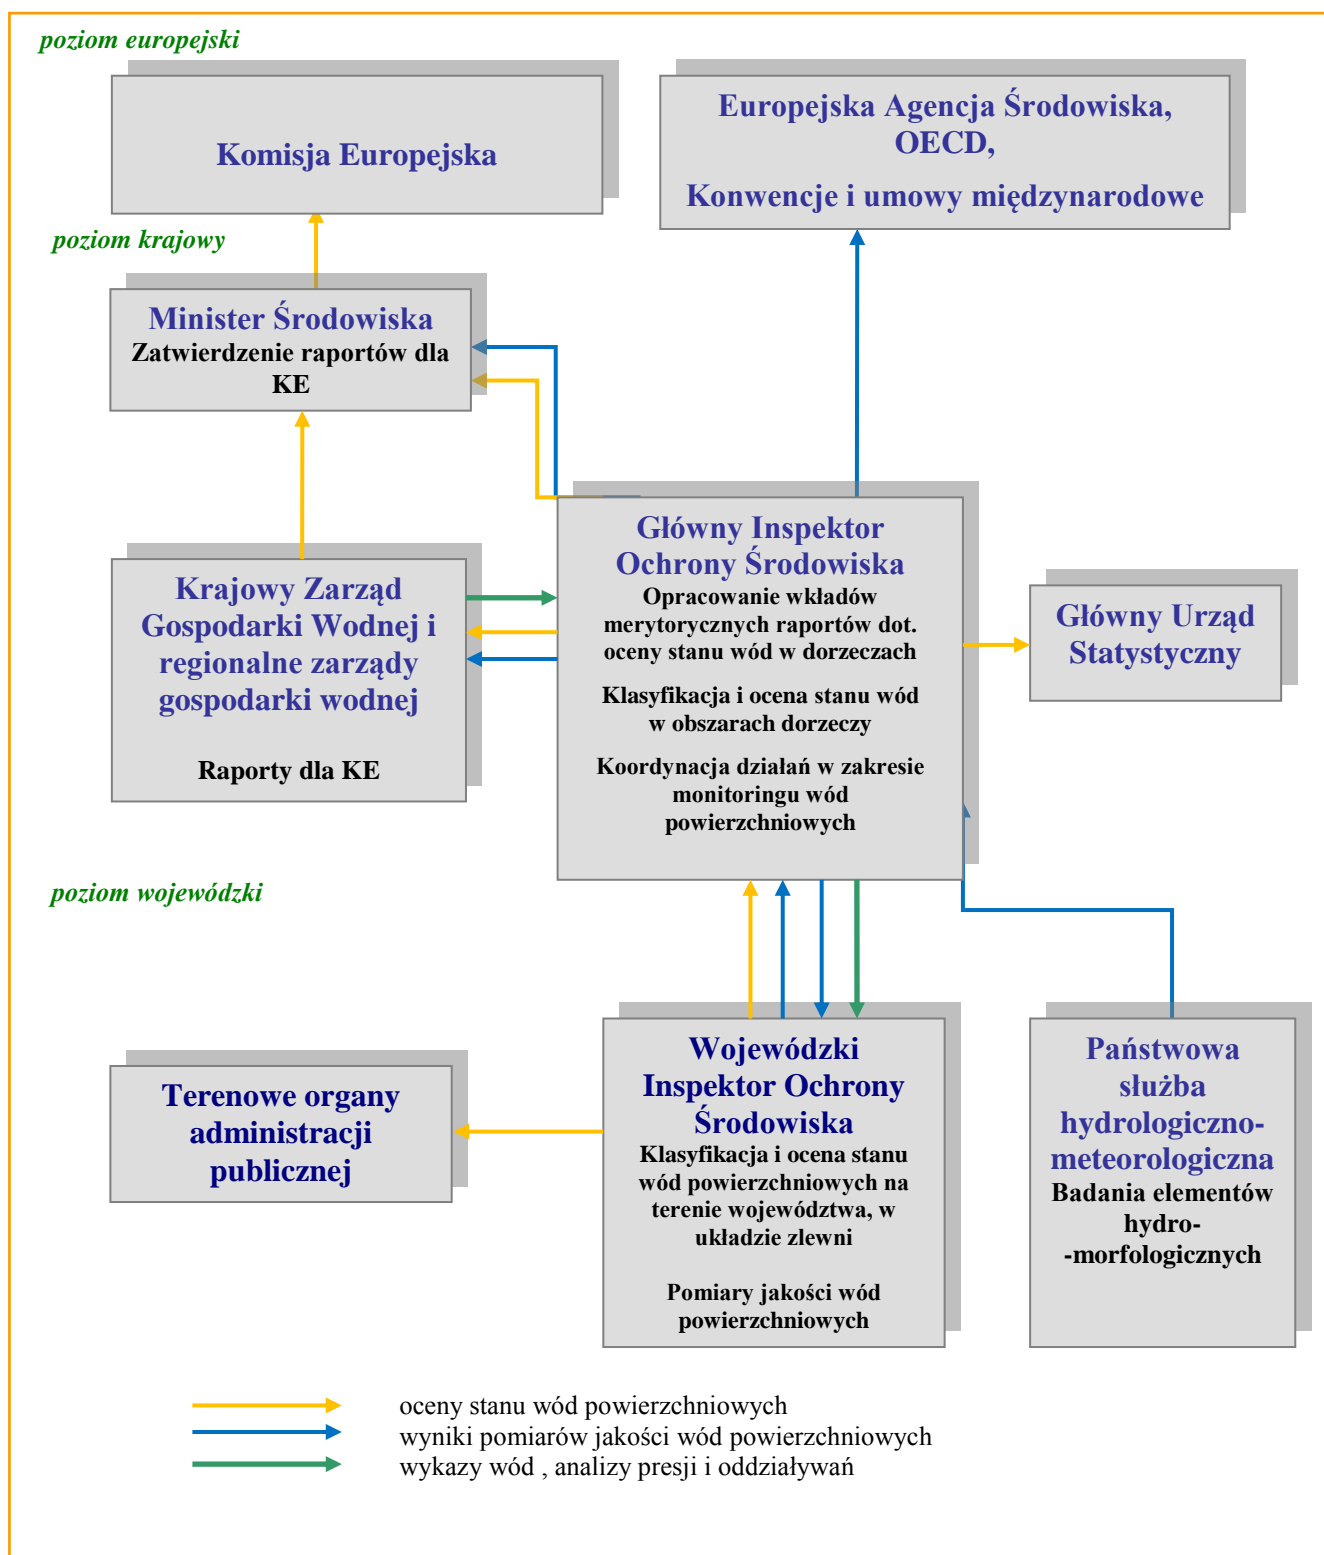 poziom europejski
Komisja Europejska
Europejska Agencja Środowiska,
OECD,
Konwencje i umowy międzynarodowe
poziom krajowy
Minister Środowiska
Zatwierdzenie raportów dla
KE
Krajowy Zarząd
Gospodarki Wodnej i
regionalne zarządy
gospodarki wodnej
Raporty dla KE
Główny Inspektor
Ochrony Środowiska
Opracowanie wkładów
merytorycznych raportów dot.
oceny stanu wód w dorzeczach
Klasyfikacja i ocena stanu wód
w obszarach dorzeczy
Koordynacja działań w zakresie
monitoringu wód
powierzchniowych
Główny Urząd
Statystyczny
poziom wojewódzki
Terenowe organy
administracji
publicznej
Wojewódzki
Inspektor Ochrony
Środowiska
Klasyfikacja i ocena stanu
wód powierzchniowych na
terenie województwa, w
układzie zlewni
Pomiary jakości wód
powierzchniowych
Państwowa
służba
hydrologiczno-
meteorologiczna
Badania elementów
hydro-
-morfologicznych
oceny stanu wód powierzchniowych
wyniki pomiarów jakości wód powierzchniowych
wykazy wód , analizy presji i oddziaływań